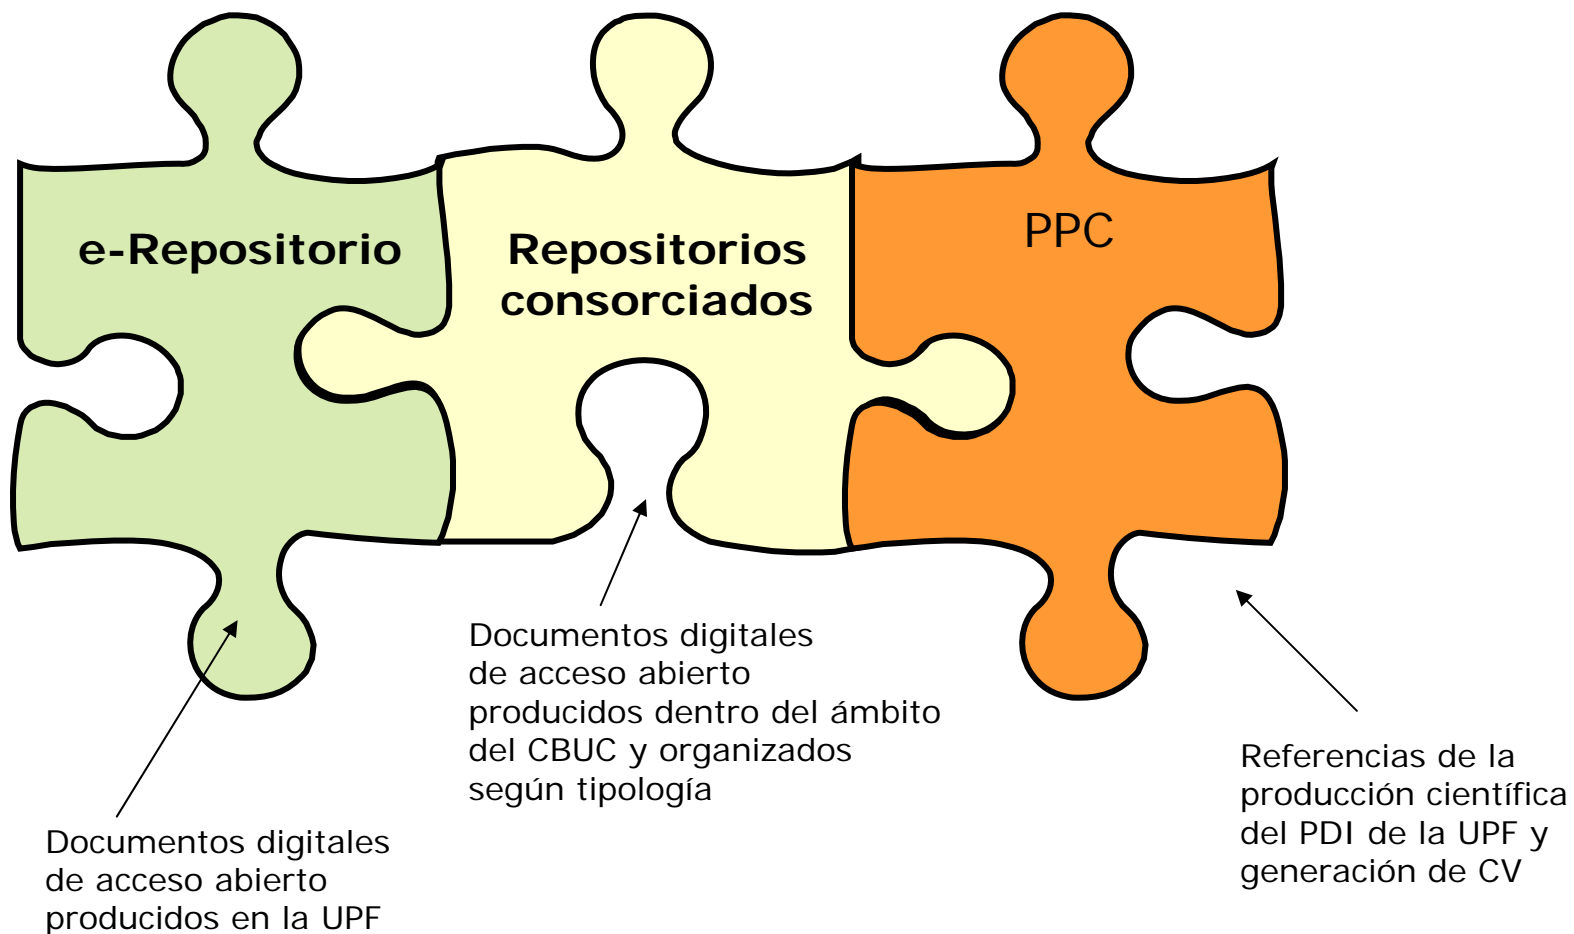 e-Repositorio
Repositorios
consorciados
PPC
Documentos digitales
de acceso abierto
producidos en la UPF
Documentos digitales
de acceso abierto
producidos dentro del ámbito
del CBUC y organizados
según tipología
Referencias de la
producción científica
del PDI de la UPF y
generación de CV